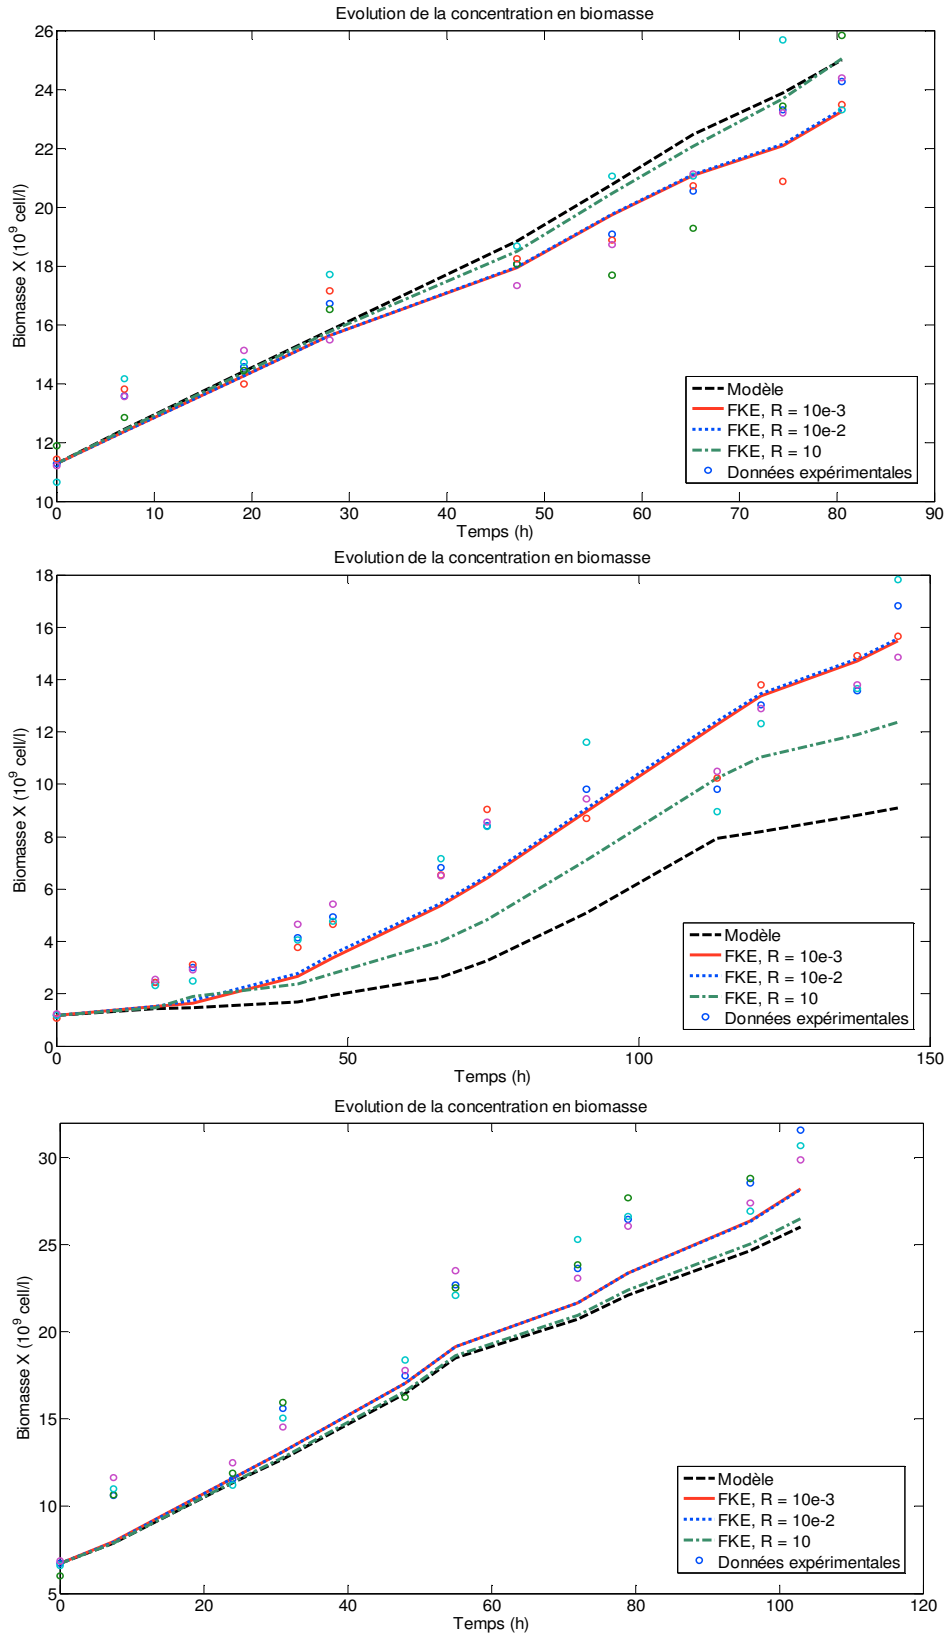 Evolution de la concentration en biomasse
Biomasse X (10⁹ cell/l)
26
24
22
20
18
16
14
12
10
0 10 20 30 40 50 60 70 80 90
Temps (h)
Modèle
FKE, R = 10e-3
FKE, R = 10e-2
FKE, R = 10
Données expérimentales
Evolution de la concentration en biomasse
Biomasse X (10⁹ cell/l)
18
16
14
12
10
8
6
4
2
0
0 50 100 150
Temps (h)
Modèle
FKE, R = 10e-3
FKE, R = 10e-2
FKE, R = 10
Données expérimentales
Evolution de la concentration en biomasse
Biomasse X (10⁹ cell/l)
30
25
20
15
10
5
0 20 40 60 80 100 120
Temps (h)
Modèle
FKE, R = 10e-3
FKE, R = 10e-2
FKE, R = 10
Données expérimentales